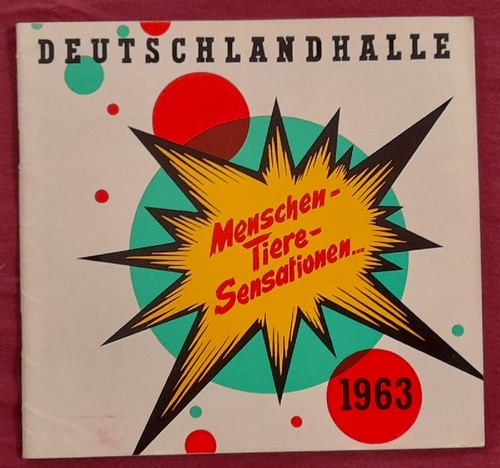 DEUTSCHLANDHALLE
Menschen-
Tiere-
Sensationen...
1963